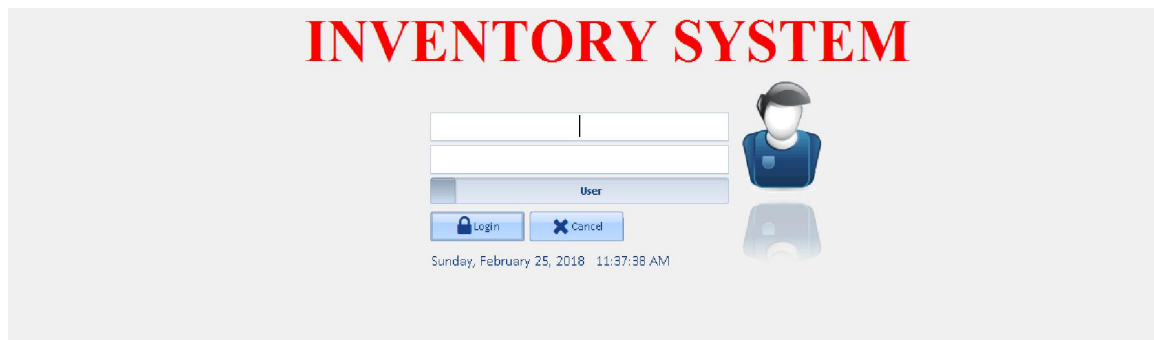 INVENTORY SYSTEM
User
Login Cancel
Sunday, February 25, 2018 11:37:38 AM